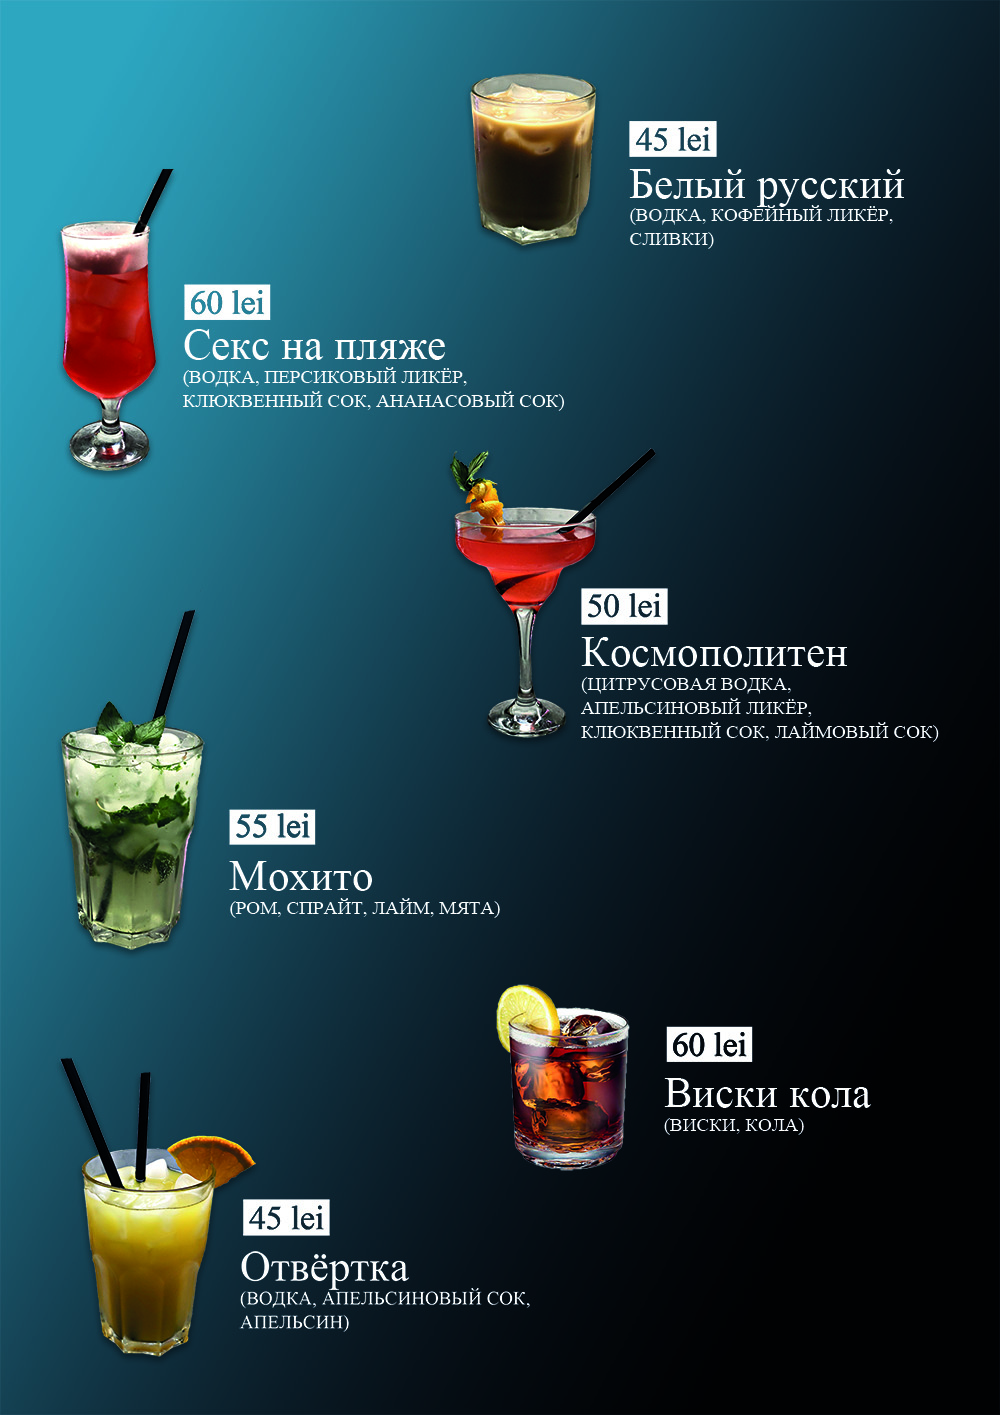 45 lei
Белый русский
(ВОДКА, КОФЕЙНЫЙ ЛИКЁР,
СЛИВКИ)
60 lei
Секс на пляже
(ВОДКА, ПЕРСИКОВЫЙ ЛИКЁР,
КЛЮКВЕННЫЙ СОК, АНАНАСОВЫЙ СОК)
50 lei
Космополитен
(ЦИТРУСОВАЯ ВОДКА,
АПЕЛЬСИНОВЫЙ ЛИКЁР,
КЛЮКВЕННЫЙ СОК, ЛАЙМОВЫЙ СОК)
55 lei
Мохито
(РОМ, СПРАЙТ, ЛАЙМ, МЯТА)
60 lei
Виски кола
(ВИСКИ, КОЛА)
45 lei
Отвёртка
(ВОДКА, АПЕЛЬСИНОВЫЙ СОК,
АПЕЛЬСИН)